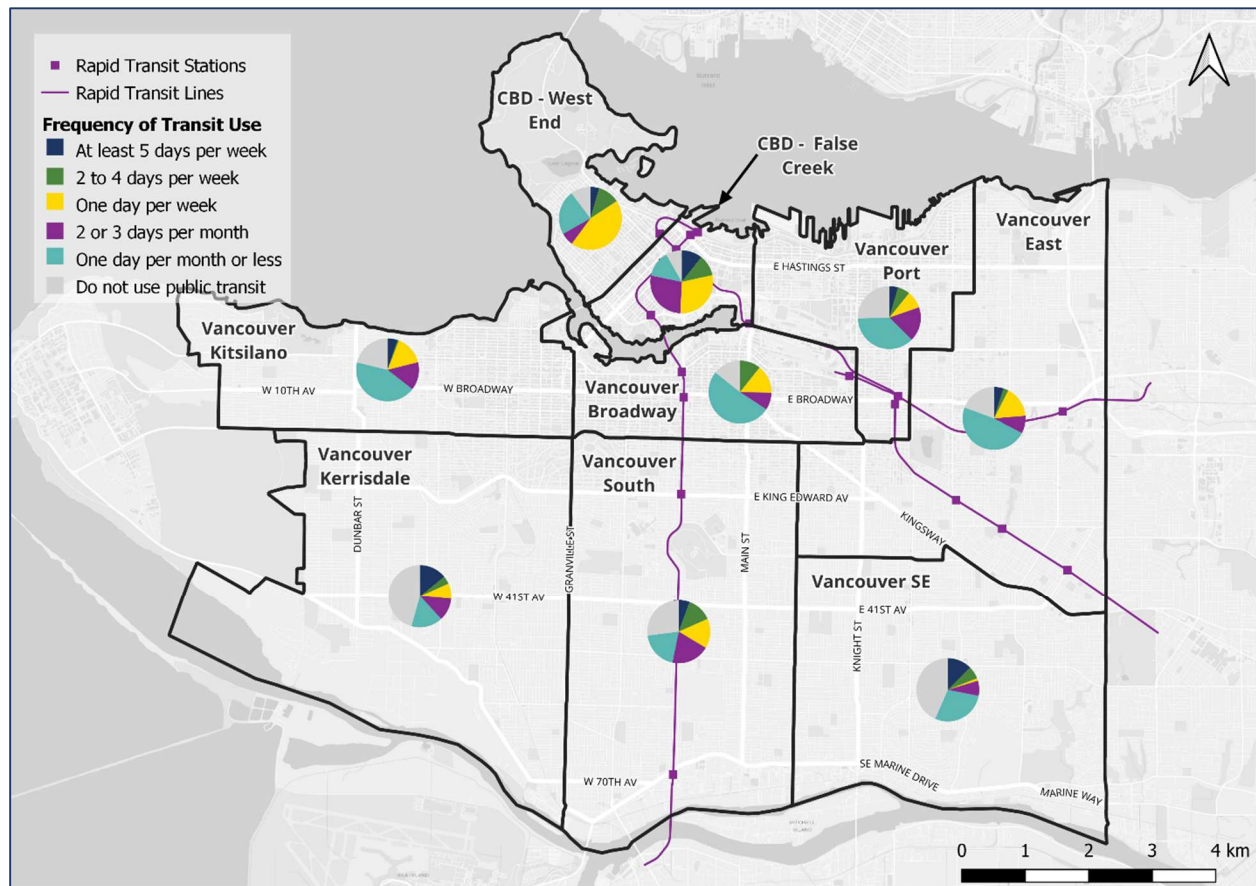 Rapid Transit Stations
Rapid Transit Lines
Frequency of Transit Use
At least 5 days per week
2 to 4 days per week
One day per week
2 or 3 days per month
One day per month or less
Do not use public transit
CBD - West
End
CBD - False
Creek
Vancouver
East
Vancouver
Port
E HASTINGS ST
Vancouver
Kitsilano
W 10TH AV
W BROADWAY
Vancouver
Broadway
E BROADWAY
Vancouver
Kerrisdale
Vancouver
South
E KING EDWARD AV
DUNBAR ST
GRANVILLE ST
MAIN ST
KINGSWAY
Vancouver SE
W 41ST AV
E 41ST AV
KNIGHT ST
W 70TH AV
SE MARINE DRIVE
MARINE WAY
0 1 2 3 4 km